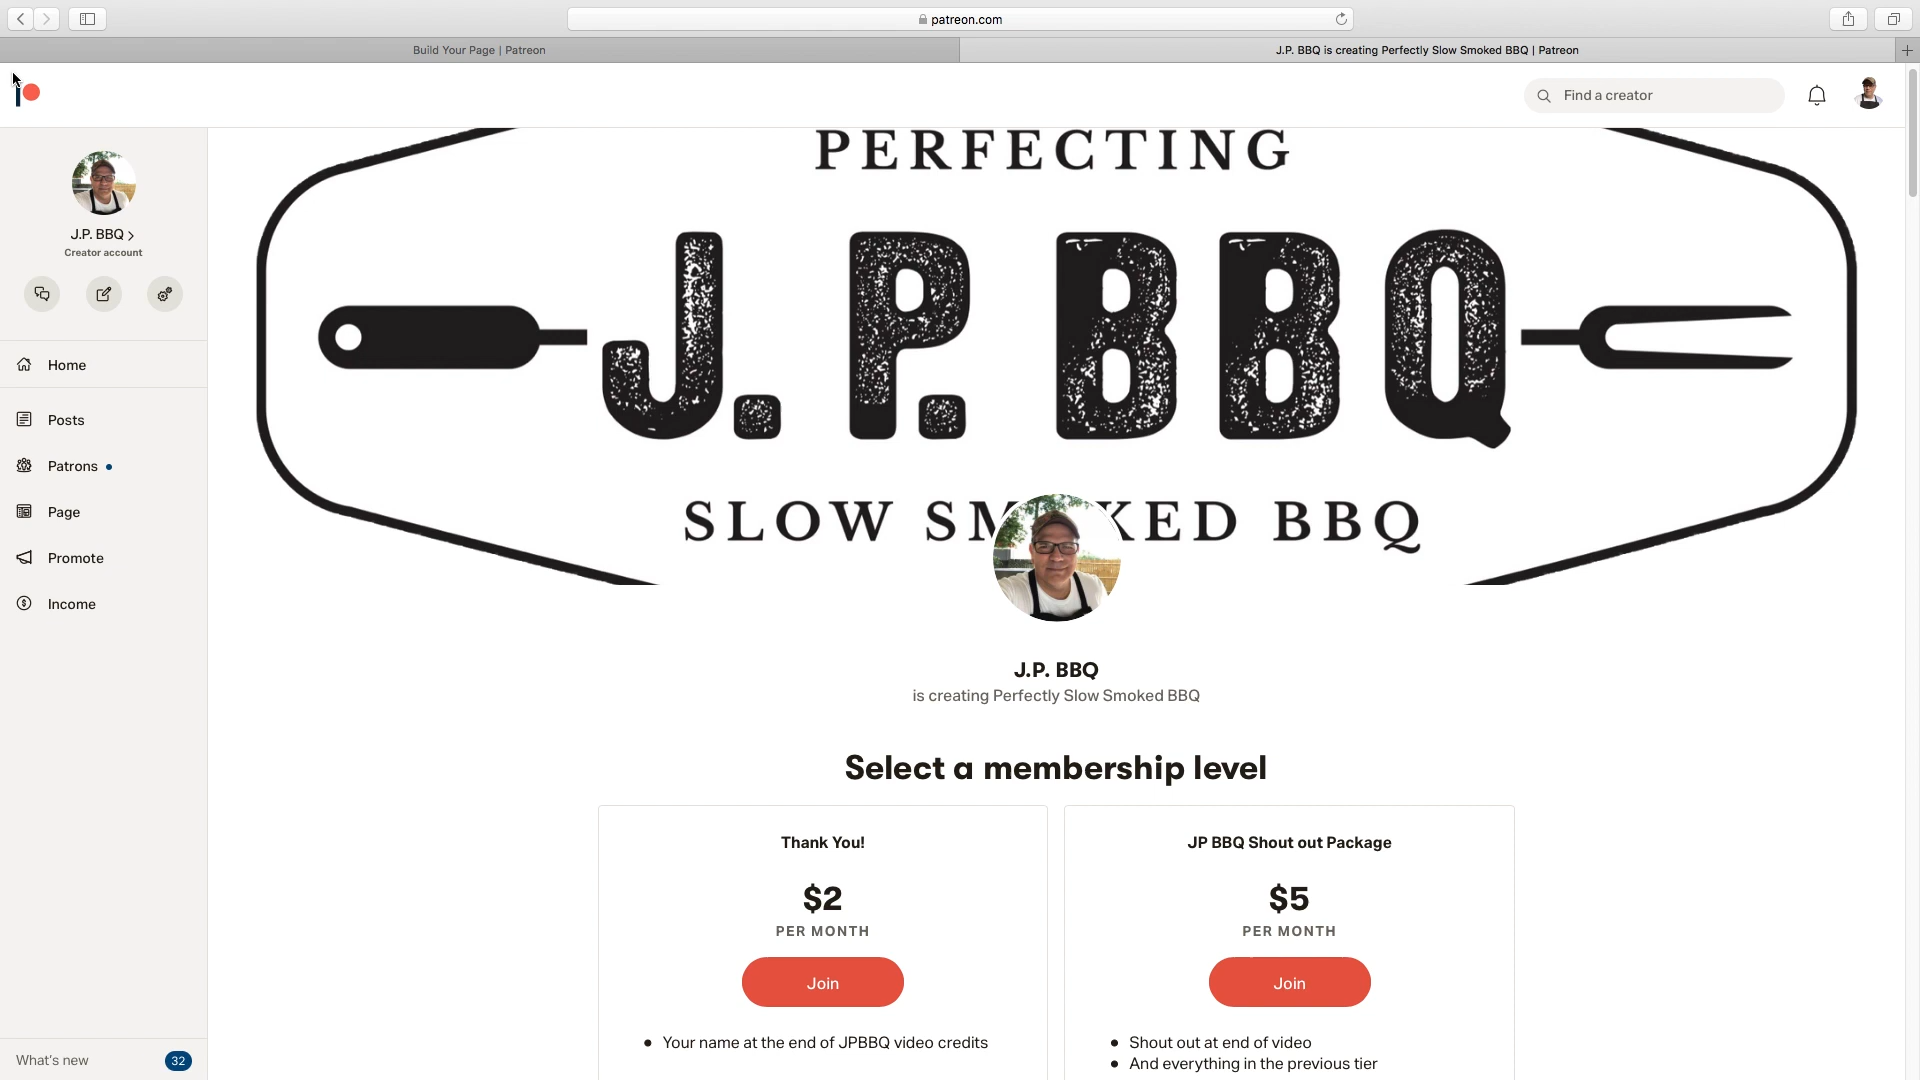 patreon.com
Build Your Page | Patreon
J.P. BBQ is creating Perfectly Slow Smoked BBQ | Patreon
Find a creator
J.P. BBQ
Creator account
Home
Posts
Patrons
Page
Promote
Income
What's new
32
PERFECTING
J.P. BBQ
SLOW SMOKED BBQ
J.P. BBQ
is creating Perfectly Slow Smoked BBQ
Select a membership level
Thank You!
$2
PER MONTH
Join
Your name at the end of JPBBQ video credits
JP BBQ Shout out Package
$5
PER MONTH
Join
Shout out at end of video
And everything in the previous tier